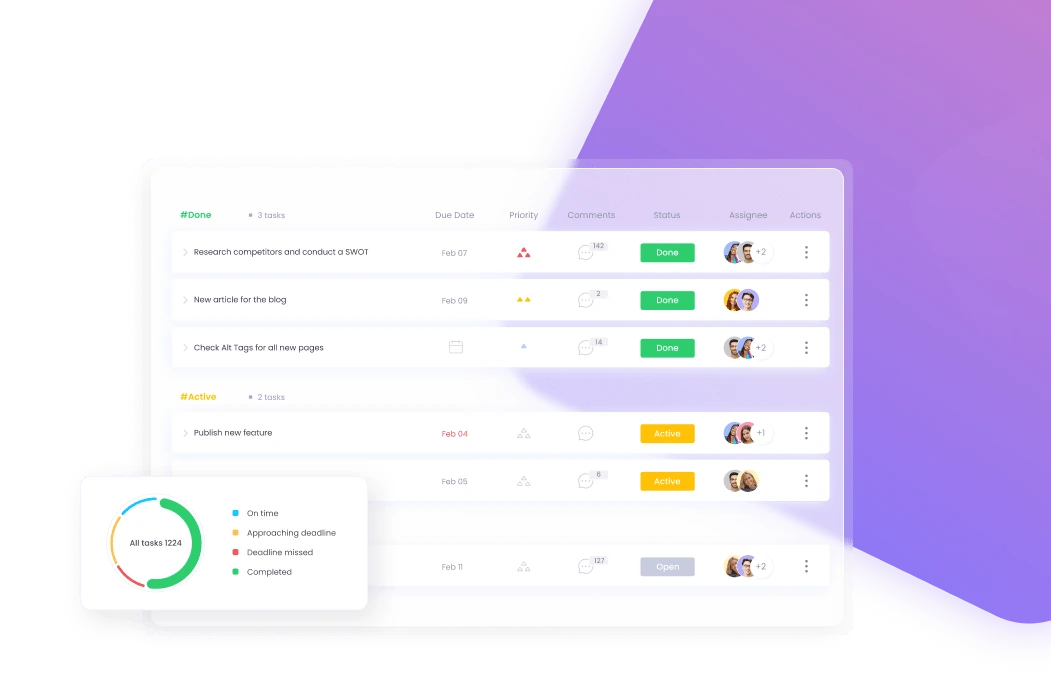 #Done 3 tasks Due Date Priority Comments Status Assignee Actions
Research competitors and conduct a SWOT Feb 07 142 Done +2
New article for the blog Feb 09 2 Done
Check Alt Tags for all new pages 14 Done +2
#Active 2 tasks
Publish new feature Feb 04 Active +1
Feb 05 6 Active
Feb 11 127 Open +2
All tasks 1224
On time
Approaching deadline
Deadline missed
Completed